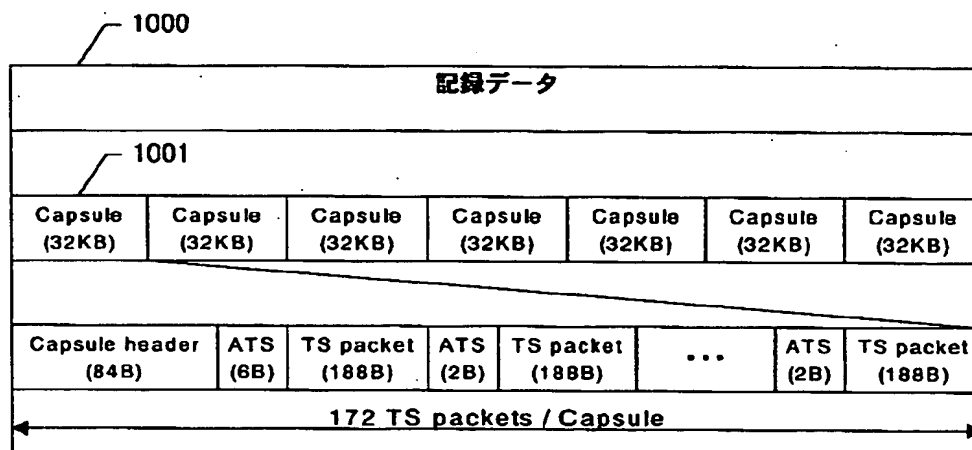 1000
記録データ
1001
Capsule Capsule Capsule Capsule Capsule Capsule Capsule
(32KB) (32KB) (32KB) (32KB) (32KB) (32KB) (32KB)
Capsule header ATS TS packet ATS TS packet ... ATS TS packet
(84B) (6B) (188B) (2B) (188B) (2B) (188B)
172 TS packets / Capsule